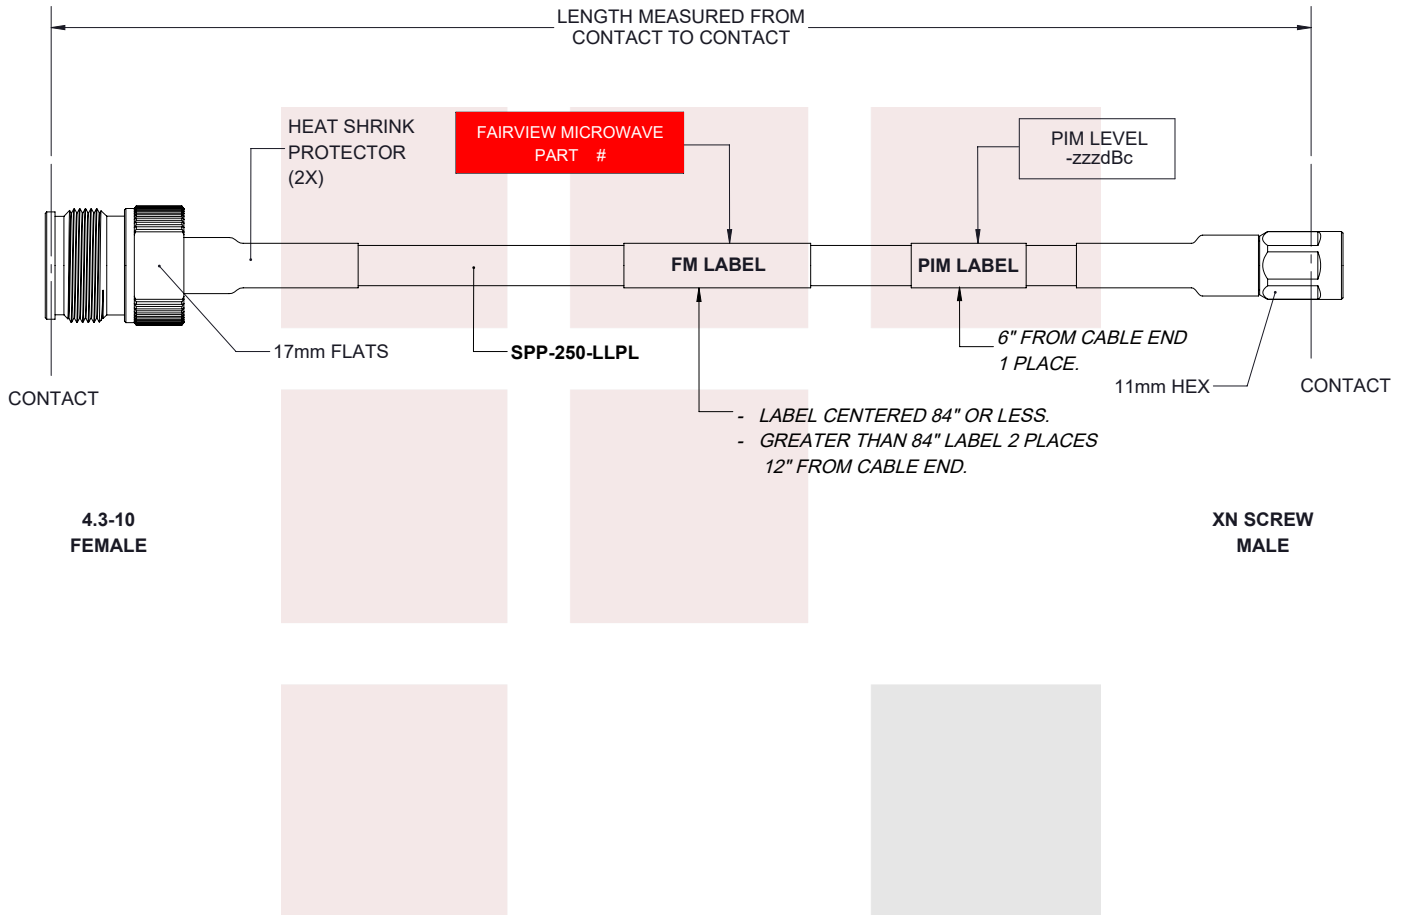 LENGTH MEASURED FROM
CONTACT TO CONTACT
HEAT SHRINK
PROTECTOR
(2X)
FAIRVIEW MICROWAVE
PART #
PIM LEVEL
-zzzdBc
FM LABEL
PIM LABEL
17mm FLATS
SPP-250-LLPL
6" FROM CABLE END
1 PLACE.
11mm HEX
CONTACT
CONTACT
- LABEL CENTERED 84" OR LESS.
- GREATER THAN 84" LABEL 2 PLACES
12" FROM CABLE END.
4.3-10
FEMALE
XN SCREW
MALE